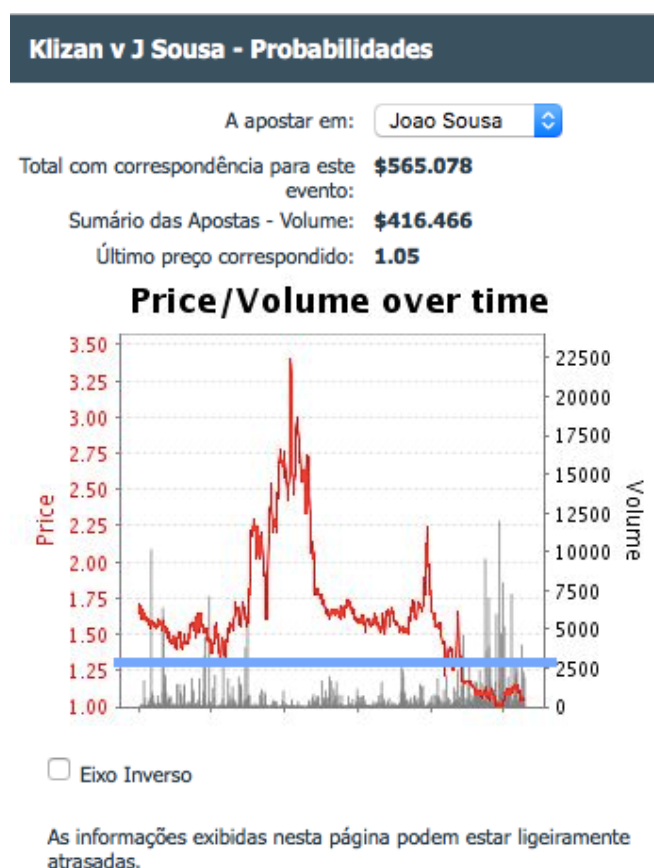 Klizan v J Sousa - Probabilidades
A apostar em: Joao Sousa
Total com correspondência para este $565.078
evento:
Sumário das Apostas - Volume: $416.466
Último preço correspondido: 1.05
Price/Volume over time
3.50
3.25
3.00
2.75
2.50
2.25
2.00
1.75
1.50
1.25
1.00
Price
22500
20000
17500
15000
12500
10000
7500
5000
2500
0
Volume
Eixo Inverso
As informações exibidas nesta página podem estar ligeiramente
atrasadas.